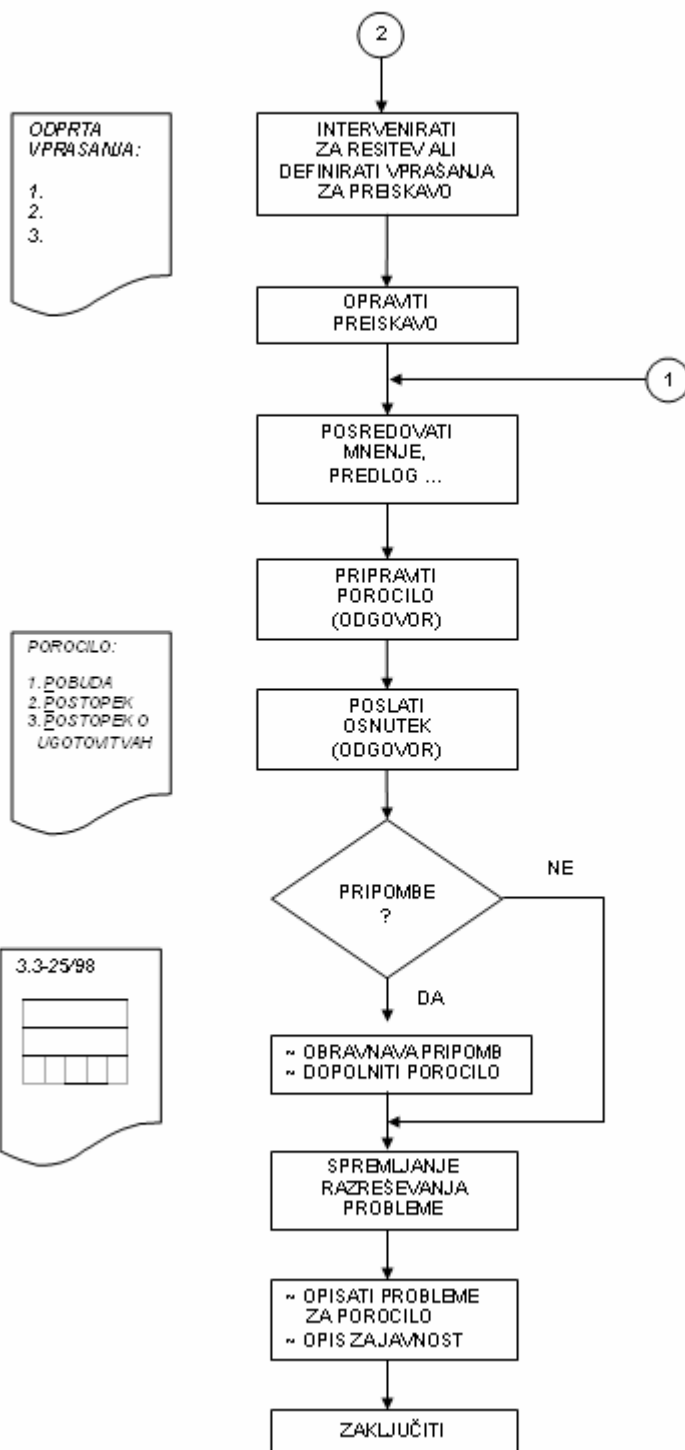 2
ODPRTA
VPRASANJA:
1.
2.
3.
INTERVENIRATI
ZA RESITEV ALI
DEFINIRATI VPRAŠANJA
ZA PREISKAVO
OPRAVITI
PREISKAVO
1
POSREDOVATI
MNENJE,
PREDLOG ...
PRIPRAVITI
POROCILO
(ODGOVOR)
POROCILO:
1. POBUDA
2. POSTOPEK
3. POSTOPEK O
UGOTOVITVAH
POSLATI
OSNUTEK
(ODGOVOR)
PRIPOMBE
?
NE
DA
3.3-25/98
~ OBRAVNAVA PRIPOMB
~ DOPOLNITI POROCILO
SPREMLJANJE
RAZREŠEVANJA
PROBLEME
~ OPISATI PROBLEME
ZA POROCILO
~ OPIS ZA JAVNOST
ZAKLJUČITI